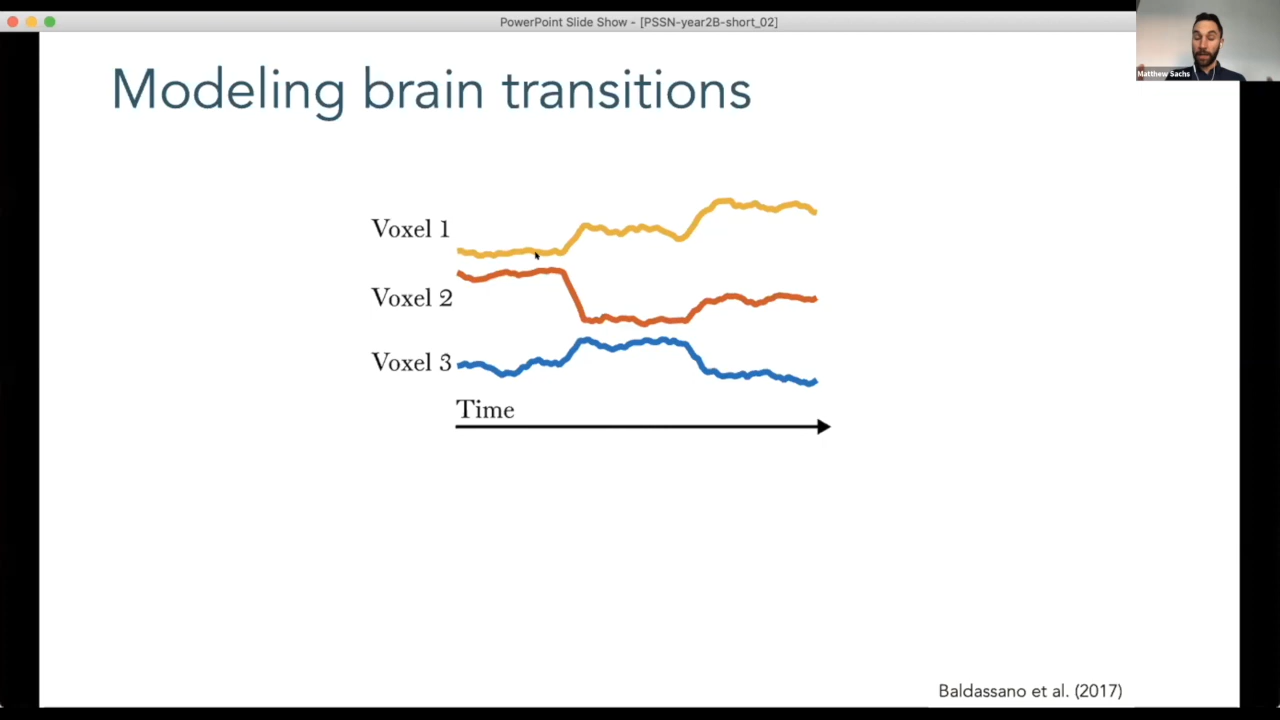 PowerPoint Slide Show - [PSSN-year2B-short_02]
Matthew Sachs
Modeling brain transitions
Voxel 1
Voxel 2
Voxel 3
Time
Baldassano et al. (2017)